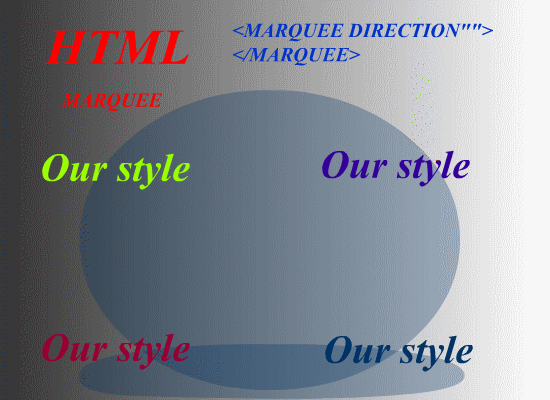 HTML
<MARQUEE DIRECTION"">
</MARQUEE>
MARQUEE
Our style
Our style
Our style
Our style